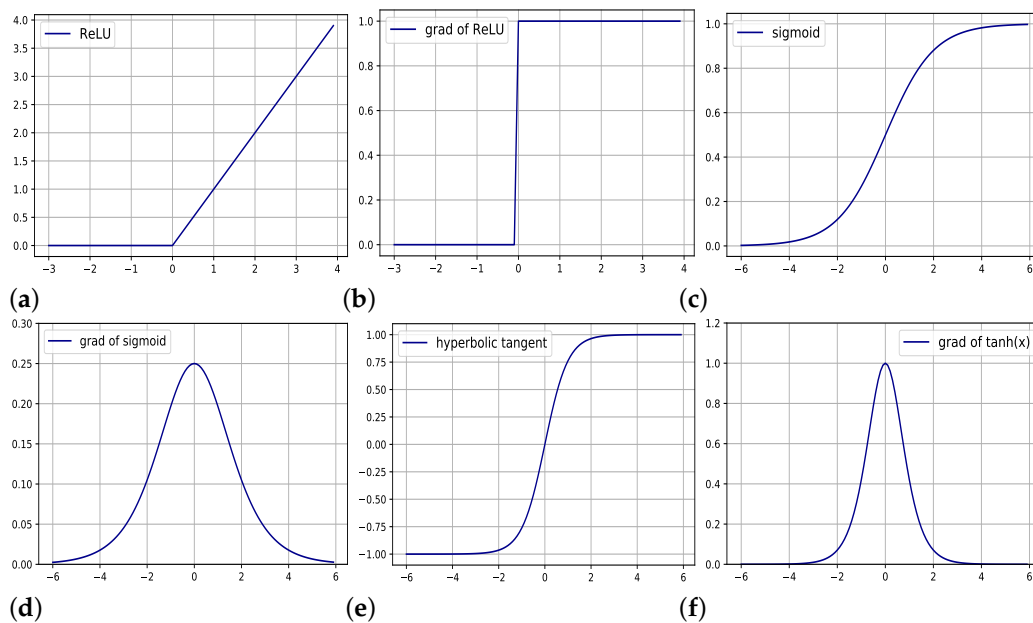 ReLU
4.0
3.5
3.0
2.5
2.0
1.5
1.0
0.5
0.0
−3 −2 −1 0 1 2 3 4
(a)
grad of ReLU
1.0
0.8
0.6
0.4
0.2
0.0
−3 −2 −1 0 1 2 3 4
(b)
sigmoid
1.0
0.8
0.6
0.4
0.2
0.0
−6 −4 −2 0 2 4 6
(c)
grad of sigmoid
0.30
0.25
0.20
0.15
0.10
0.05
0.00
−6 −4 −2 0 2 4 6
(d)
hyperbolic tangent
1.00
0.75
0.50
0.25
0.00
−0.25
−0.50
−0.75
−1.00
−6 −4 −2 0 2 4 6
(e)
grad of tanh(x)
1.2
1.0
0.8
0.6
0.4
0.2
0.0
−6 −4 −2 0 2 4 6
(f)